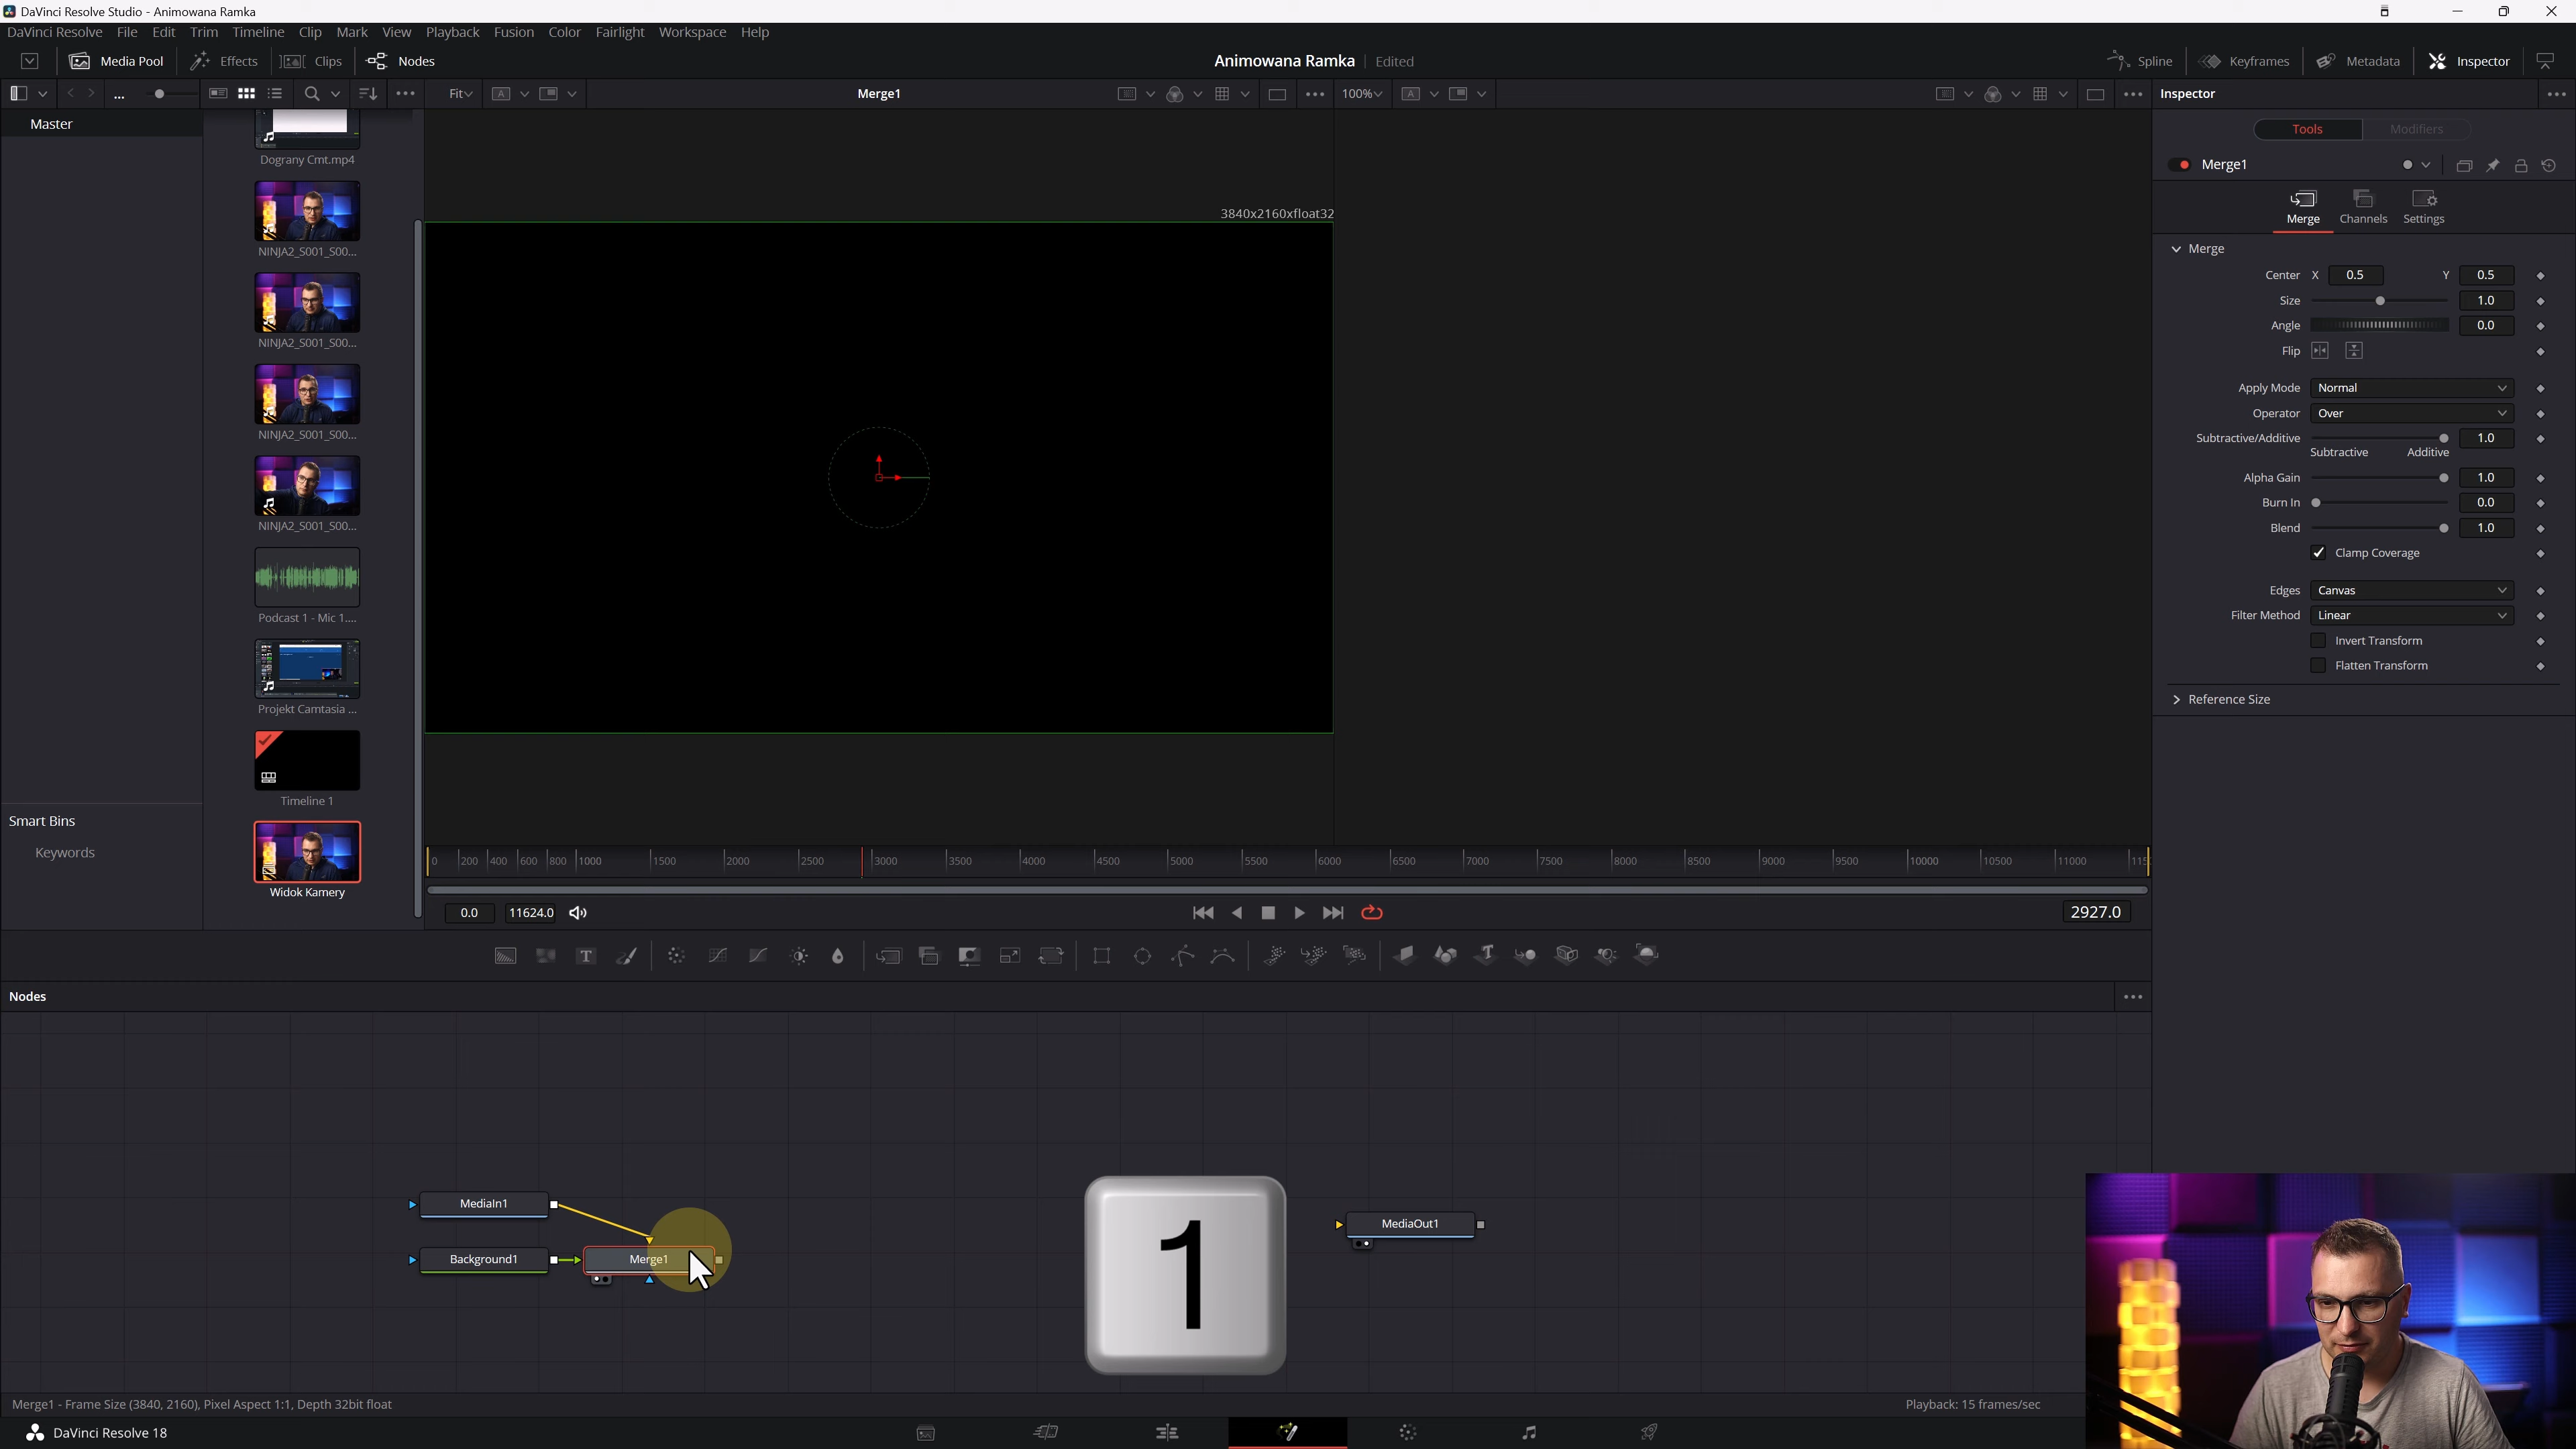 DaVinci Resolve Studio - Animowana Ramka
DaVinci Resolve File Edit Trim Timeline Clip Mark View Playback Fusion Color Fairlight Workspace Help
Media Pool Effects Clips Nodes Animowana Ramka Edited Spline Keyframes Metadata Inspector
... Fit A Merge1 100% A Inspector
Master
Dograny Cmt.mp4
NINJA2_S001_S00...
NINJA2_S001_S00...
NINJA2_S001_S00...
NINJA2_S001_S00...
Podcast 1 - Mic 1....
Projekt Camtasia ...
Timeline 1
Widok Kamery
Smart Bins
Keywords
3840x2160xfloat32
Tools Modifiers
Merge1
Merge Channels Settings
Merge
Center X 0.5 Y 0.5
Size 1.0
Angle 0.0
Flip
Apply Mode Normal
Operator Over
Subtractive/Additive 1.0
Subtractive Additive
Alpha Gain 1.0
Burn In 0.0
Blend 1.0
Clamp Coverage
Edges Canvas
Filter Method Linear
Invert Transform
Flatten Transform
Reference Size
0 200 400 600 800 1000 1500 2000 2500 3000 3500 4000 4500 5000 5500 6000 6500 7000 7500 8000 8500 9000 9500 10000 10500 11000 115
0.0 11624.0 2927.0
T T
Nodes
MediaIn1
Background1
Merge1
1
MediaOut1
Merge1 - Frame Size (3840, 2160), Pixel Aspect 1:1, Depth 32bit float
Playback: 15 frames/sec
DaVinci Resolve 18